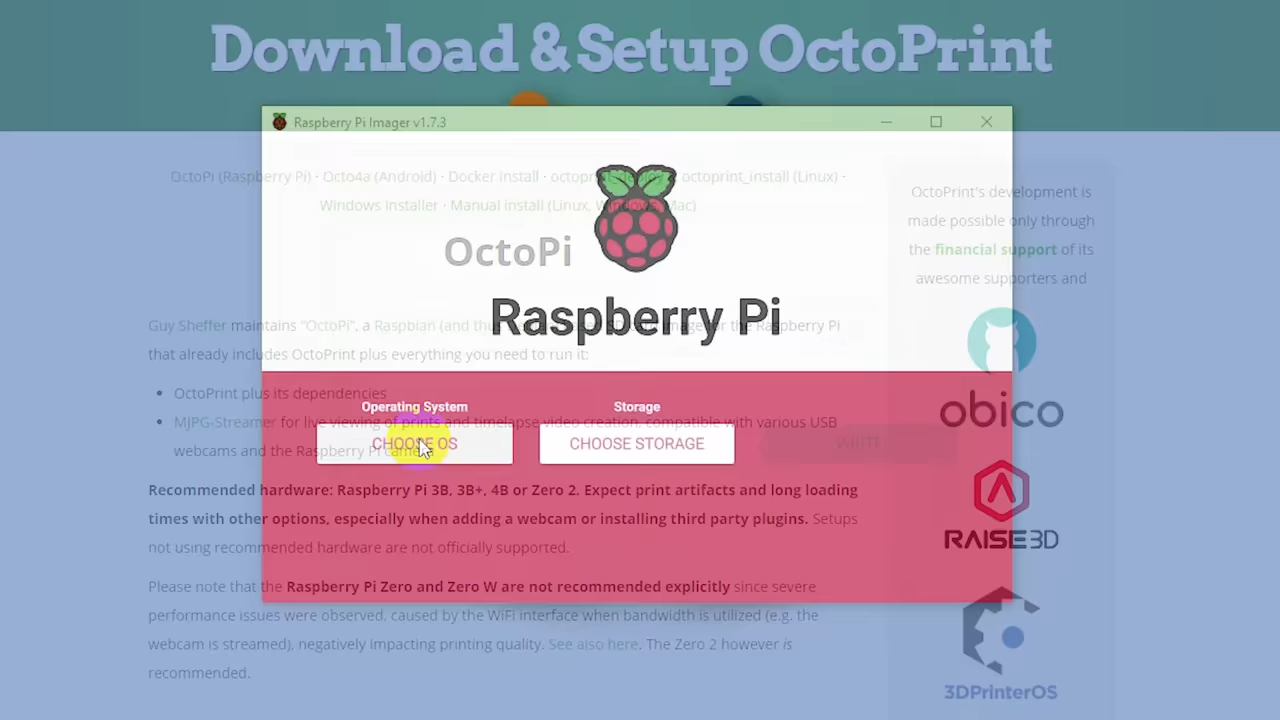 Download & Setup OctoPrint
Raspberry Pi Imager v1.7.3
OctoPi (Raspberry Pi) · Octo4a (Android) · Docker install · octoprint_deploy · octoprint_install (Linux) ·
Windows Installer · Manual install (Linux, Windows, Mac)
OctoPi
Raspberry Pi
OctoPrint's development is
made possible only through
the financial support of its
awesome supporters and
Guy Sheffer maintains "OctoPi", a Raspbian (and thus image for the Raspberry Pi
that already includes OctoPrint plus everything you need to run it:
• OctoPrint plus its dependencies
• MJPG-Streamer for live viewing of prints and timelapse video creation, compatible with various USB
webcams and the Raspberry Pi camera
Operating System
CHOOSE OS
Storage
CHOOSE STORAGE
WRITE
Recommended hardware: Raspberry Pi 3B, 3B+, 4B or Zero 2. Expect print artifacts and long loading
times with other options, especially when adding a webcam or installing third party plugins. Setups
not using recommended hardware are not officially supported.
Please note that the Raspberry Pi Zero and Zero W are not recommended explicitly since severe
performance issues were observed, caused by the WiFi interface when bandwidth is utilized (e.g. the
webcam is streamed), negatively impacting printing quality. See also here. The Zero 2 however is
recommended.
obico
RAISE3D
3DPrinterOS